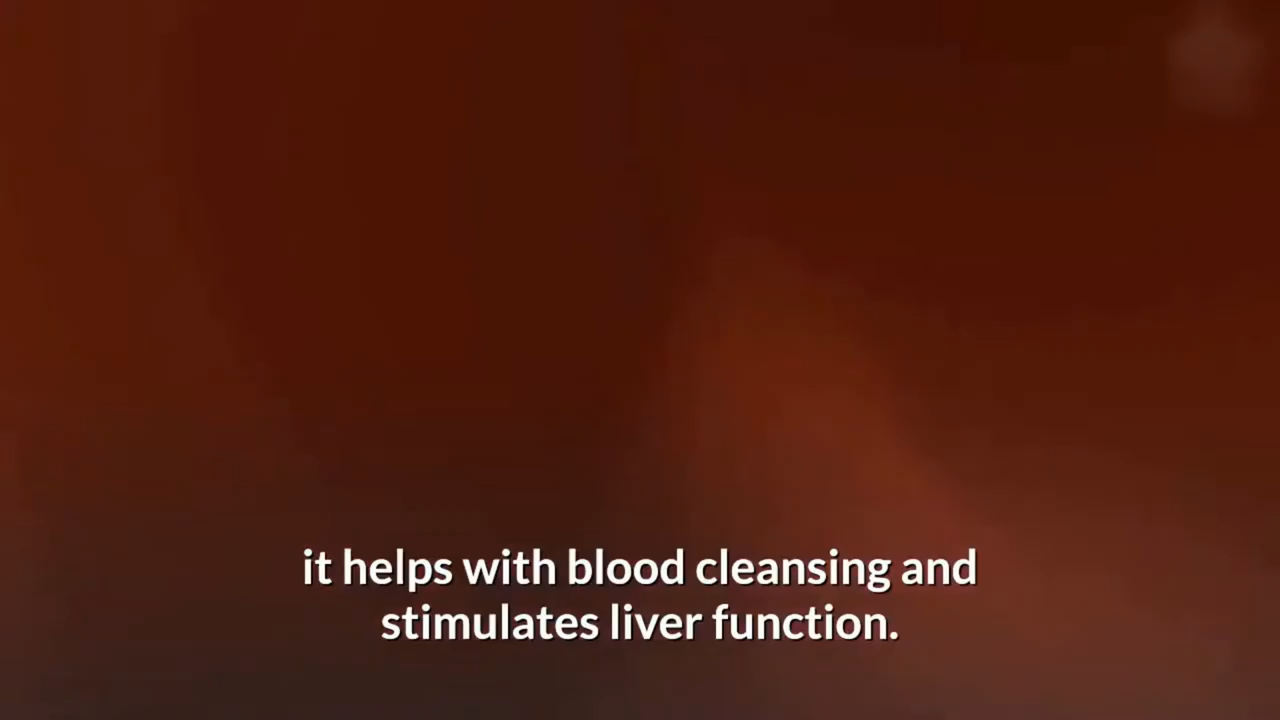 it helps with blood cleansing and
stimulates liver function.